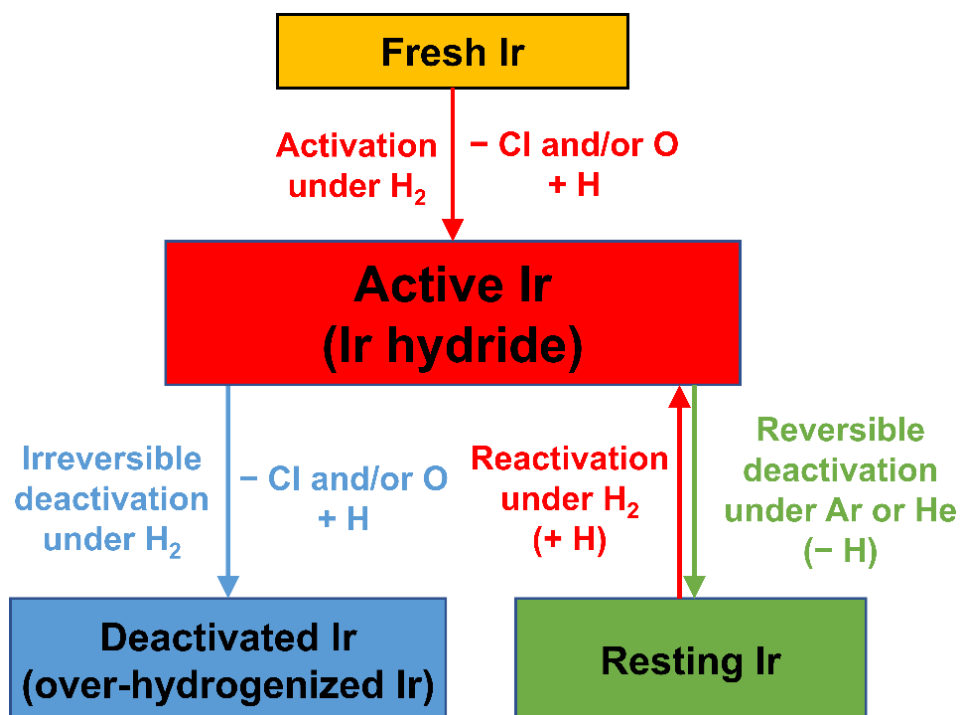 Fresh Ir
Activation
under H₂
− Cl and/or O
+ H
Active Ir
(Ir hydride)
Irreversible
deactivation
under H₂
− Cl and/or O
+ H
Reactivation
under H₂
(+ H)
Reversible
deactivation
under Ar or He
(− H)
Deactivated Ir
(over-hydrogenized Ir)
Resting Ir